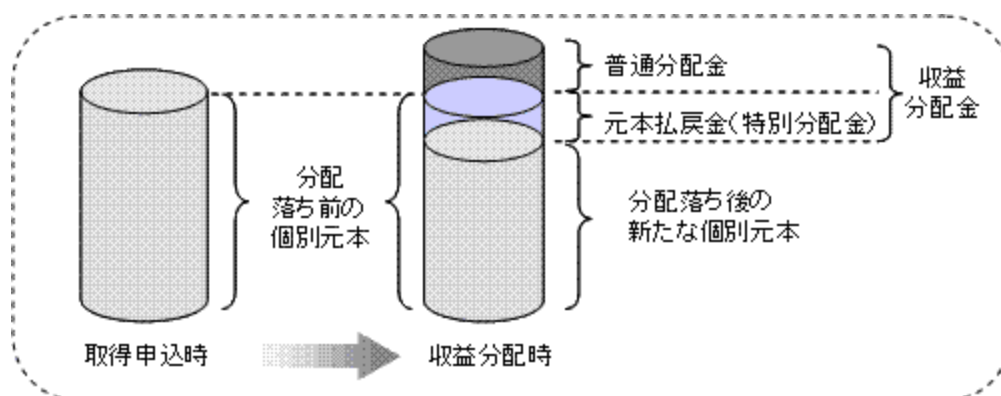 普通分配金
収益
分配金
元本払戻金(特別分配金)
分配
落ち前の
個別元本
分配落ち後の
新たな個別元本
取得申込時
収益分配時